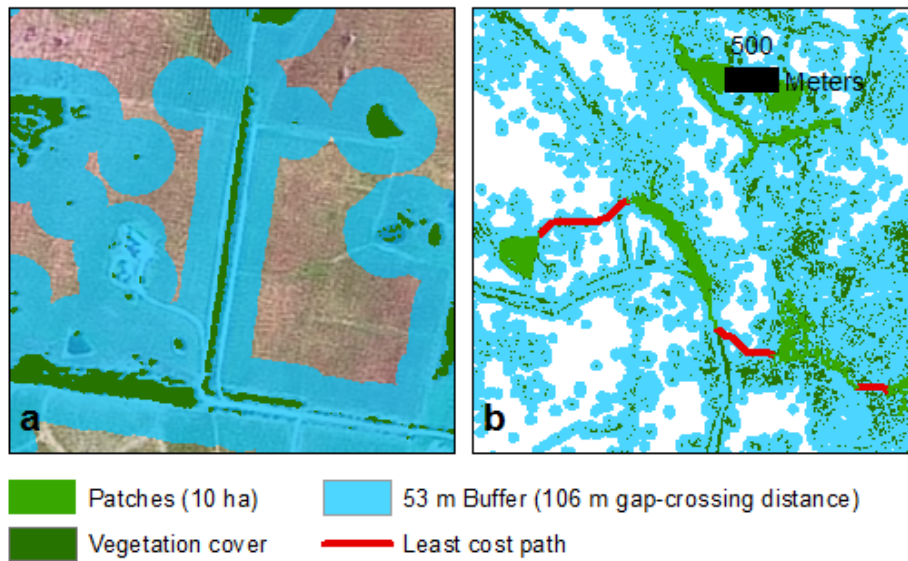 500
Meters
a
b
Patches (10 ha)
53 m Buffer (106 m gap-crossing distance)
Vegetation cover
Least cost path